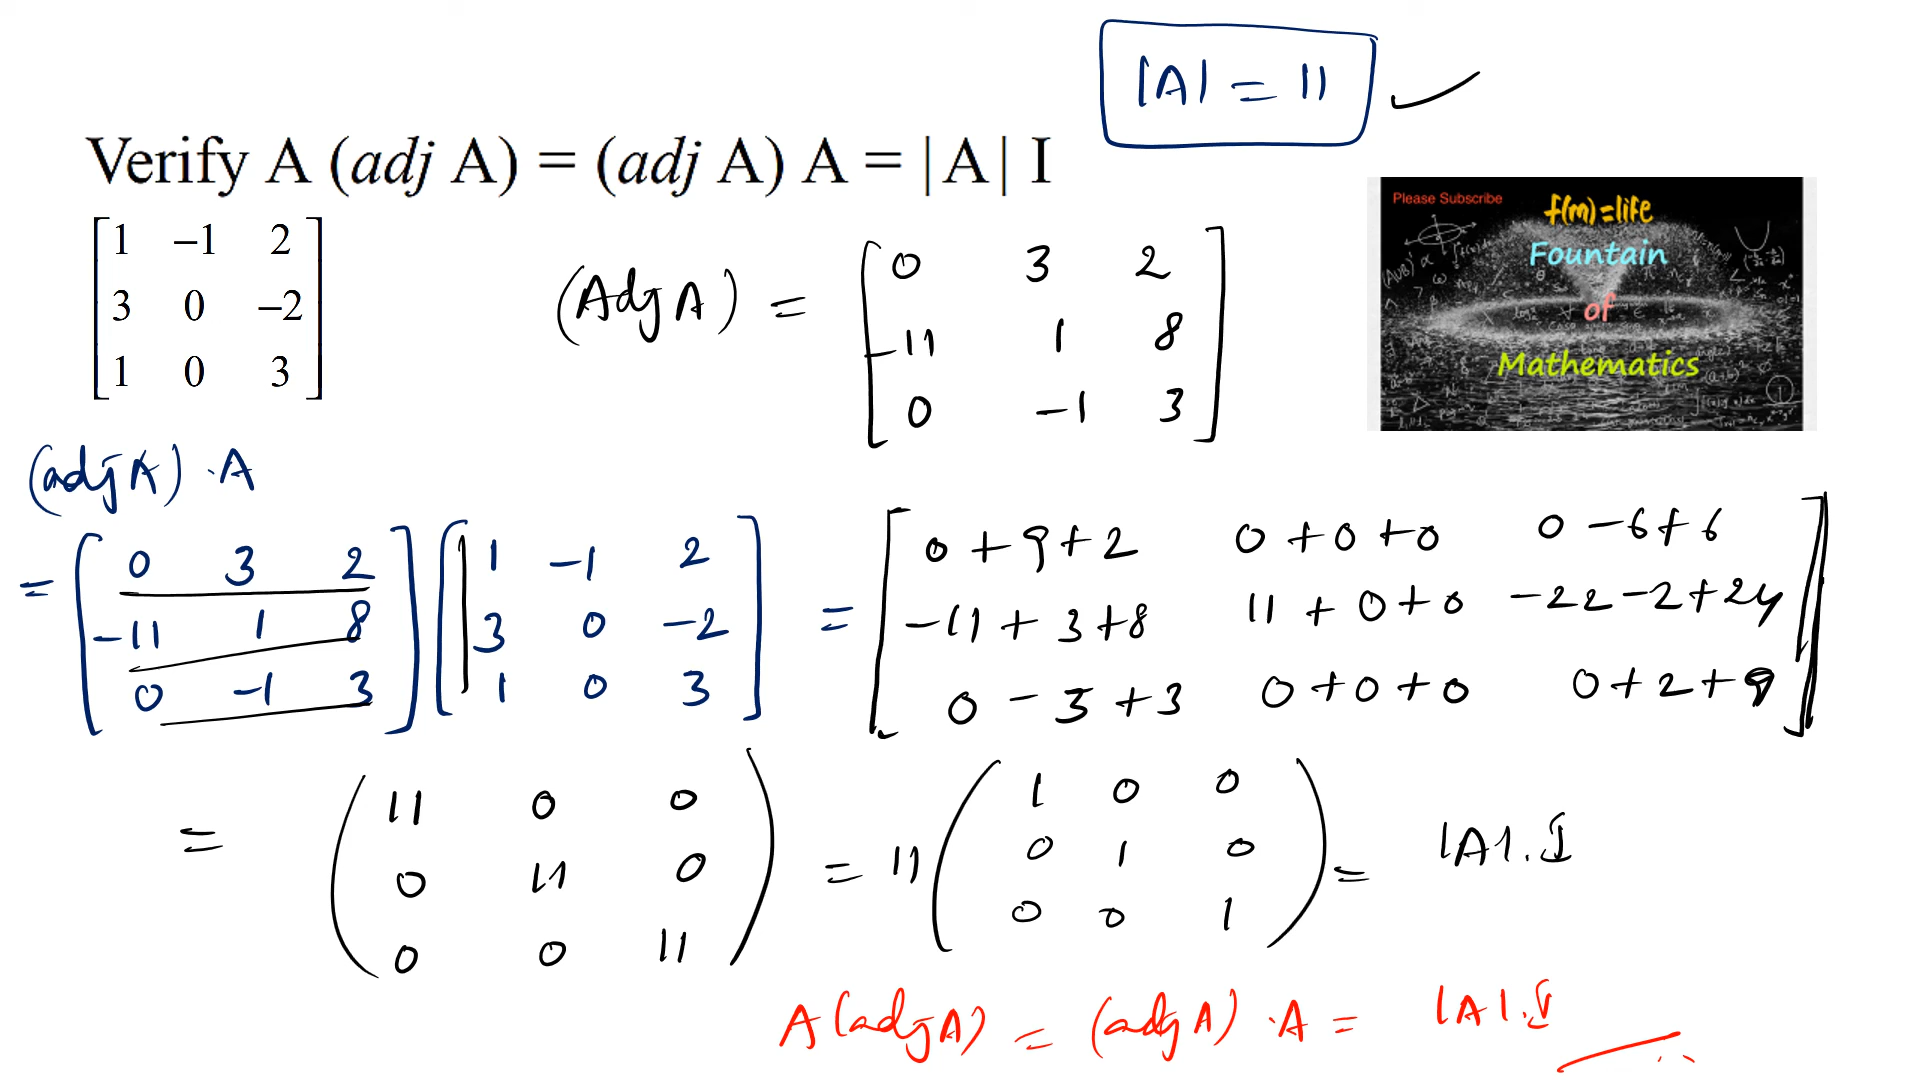 |A| = 11
Verify A (adj A) = (adj A) A = |A| I
1 −1 2
3 0 −2
1 0 3
(Adj A) =
0 3 2
-11 1 8
0 -1 3
Please Subscribe
f(m)=life
Fountain
of
Mathematics
(adj A) · A
= [0 3 2] [1 -1 2] = [0 + 9 + 2 0 + 0 + 0 0 - 6 + 6]
[-11 1 8] [3 0 -2] [-11 + 3 + 8 11 + 0 + 0 -22 - 2 + 24]
[0 -1 3] [1 0 3] [0 - 3 + 3 0 + 0 + 0 0 + 2 + 9]
= (11 0 0) = 11 (1 0 0) = |A|.I
(0 11 0) (0 1 0)
(0 0 11) (0 0 1)
A(adj A) = (adj A) · A = |A|.I